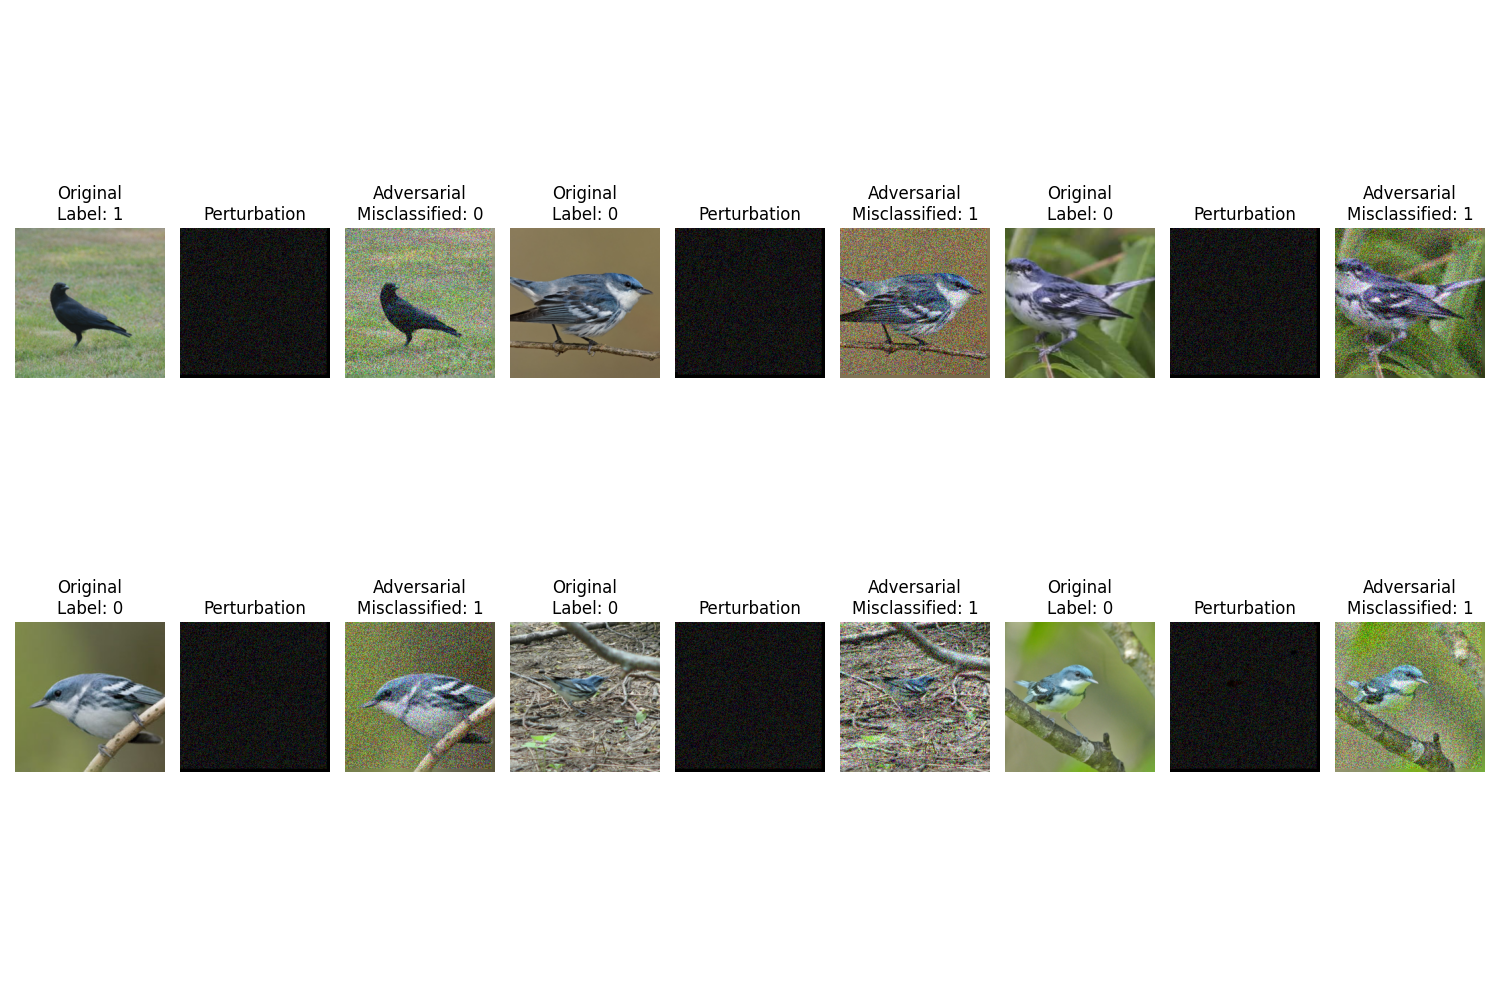 Original
Label: 1
Perturbation
Adversarial
Misclassified: 0
Original
Label: 0
Perturbation
Adversarial
Misclassified: 1
Original
Label: 0
Perturbation
Adversarial
Misclassified: 1
Original
Label: 0
Perturbation
Adversarial
Misclassified: 1
Original
Label: 0
Perturbation
Adversarial
Misclassified: 1
Original
Label: 0
Perturbation
Adversarial
Misclassified: 1